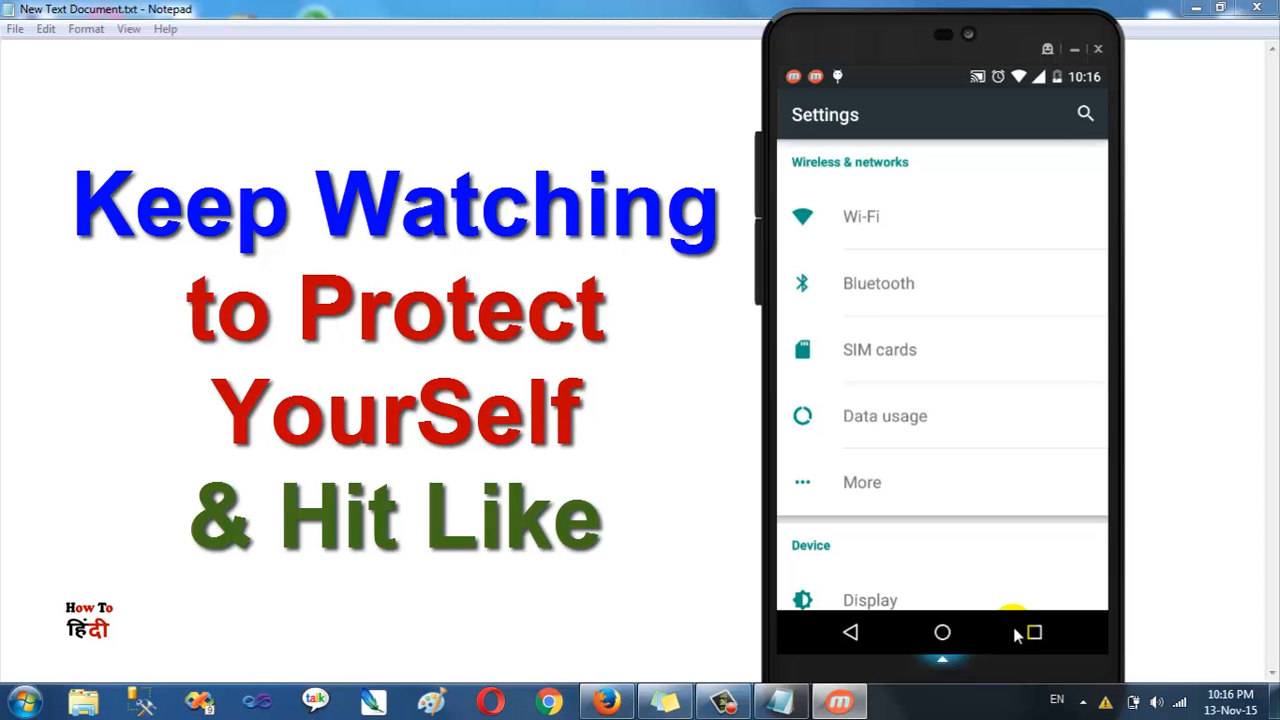 New Text Document.txt - Notepad
File Edit Format View Help
Keep Watching
to Protect
YourSelf
& Hit Like
How To
हिंदी
10:16
Settings
Wireless & networks
Wi-Fi
Bluetooth
SIM cards
Data usage
More
Device
Display
talk
9
EN
10:16 PM
13-Nov-15